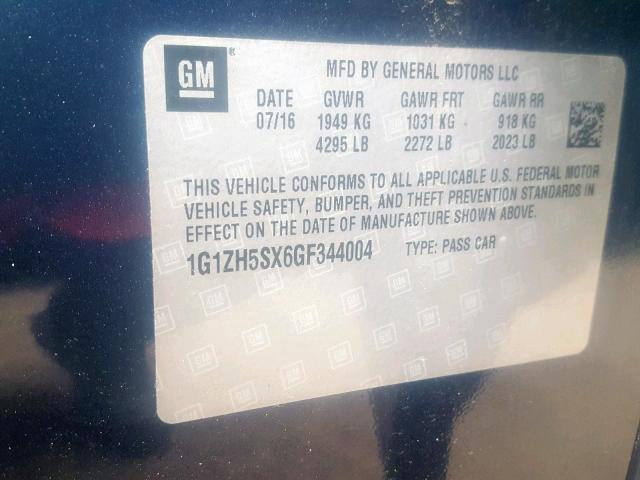 GM®
MFD BY GENERAL MOTORS LLC
DATE GVWR GAWR FRT GAWR RR
07/16 1949 KG 1031 KG 918 KG
4295 LB 2272 LB 2023 LB
THIS VEHICLE CONFORMS TO ALL APPLICABLE U.S. FEDERAL MOTOR
VEHICLE SAFETY, BUMPER, AND THEFT PREVENTION STANDARDS IN
EFFECT ON THE DATE OF MANUFACTURE SHOWN ABOVE.
1G1ZH5SX6GF344004 TYPE: PASS CAR